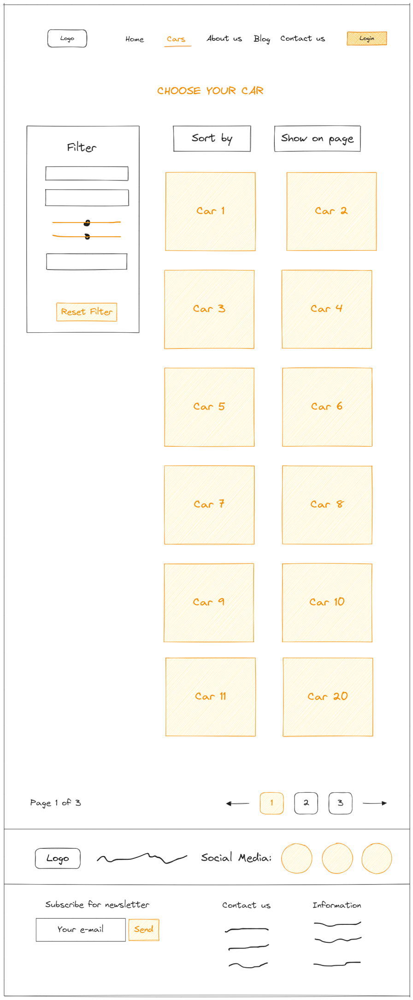 Logo
Home
Cars
About us
Blog
Contact us
Login
CHOOSE YOUR CAR
Filter
Reset Filter
Sort by
Show on page
Car 1
Car 2
Car 3
Car 4
Car 5
Car 6
Car 7
Car 8
Car 9
Car 10
Car 11
Car 20
Page 1 of 3
1
2
3
Logo
Social Media:
Subscribe for newsletter
Your e-mail
Send
Contact us
Information